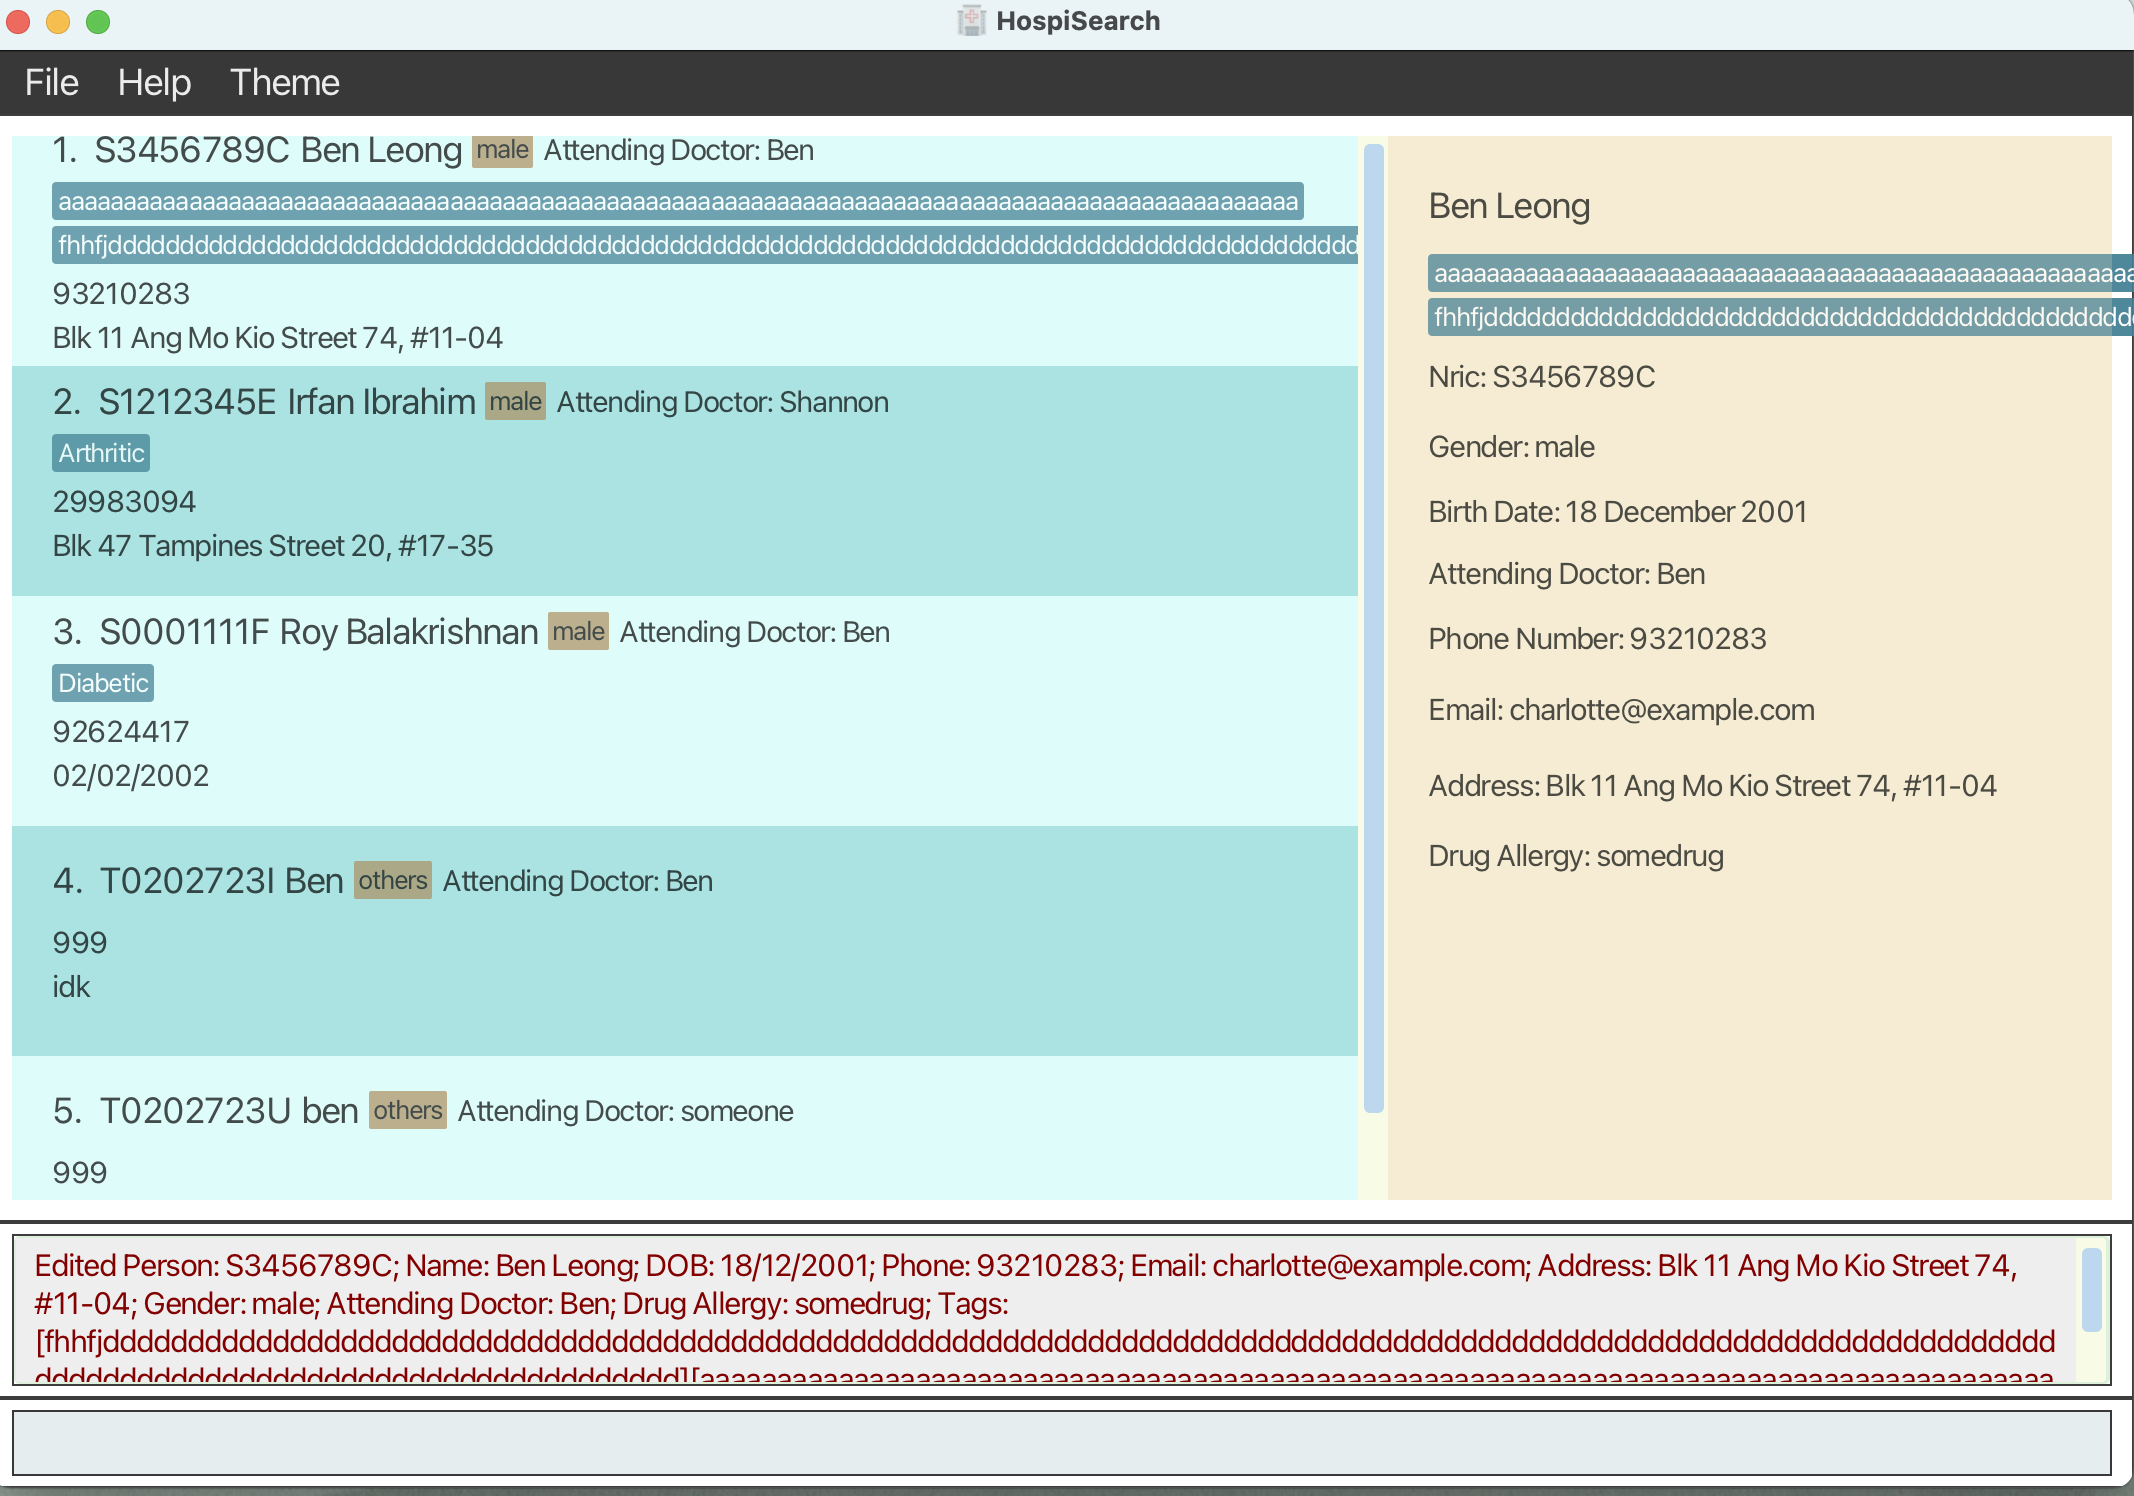 HospiSearch
File Help Theme
1. S3456789C Ben Leong male Attending Doctor: Ben
93210283
Blk 11 Ang Mo Kio Street 74, #11-04
2. S1212345E Irfan Ibrahim male Attending Doctor: Shannon
Arthritic
29983094
Blk 47 Tampines Street 20, #17-35
3. S0001111F Roy Balakrishnan male Attending Doctor: Ben
Diabetic
92624417
02/02/2002
4. T0202723I Ben others Attending Doctor: Ben
999
idk
5. T0202723U ben others Attending Doctor: someone
999
Ben Leong
Nric: S3456789C
Gender: male
Birth Date: 18 December 2001
Attending Doctor: Ben
Phone Number: 93210283
Email: charlotte@example.com
Address: Blk 11 Ang Mo Kio Street 74, #11-04
Drug Allergy: somedrug
Edited Person: S3456789C; Name: Ben Leong; DOB: 18/12/2001; Phone: 93210283; Email: charlotte@example.com; Address: Blk 11 Ang Mo Kio Street 74,
#11-04; Gender: male; Attending Doctor: Ben; Drug Allergy: somedrug; Tags: